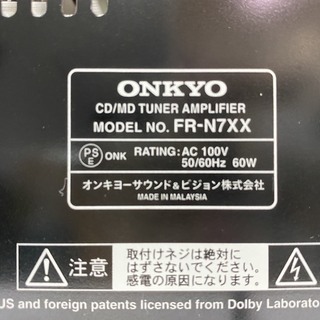 ONKYO
CD/MD TUNER AMPLIFIER
MODEL NO. FR-N7XX
PS E ONK RATING: AC 100V
50/60Hz 60W
オンキヨーサウンド&ビジョン株式会社
MADE IN MALAYSIA
注意 取付けネジは絶対に
はずさないでください。
感電の原因になります。
US and foreign patents licensed from Dolby Laborato